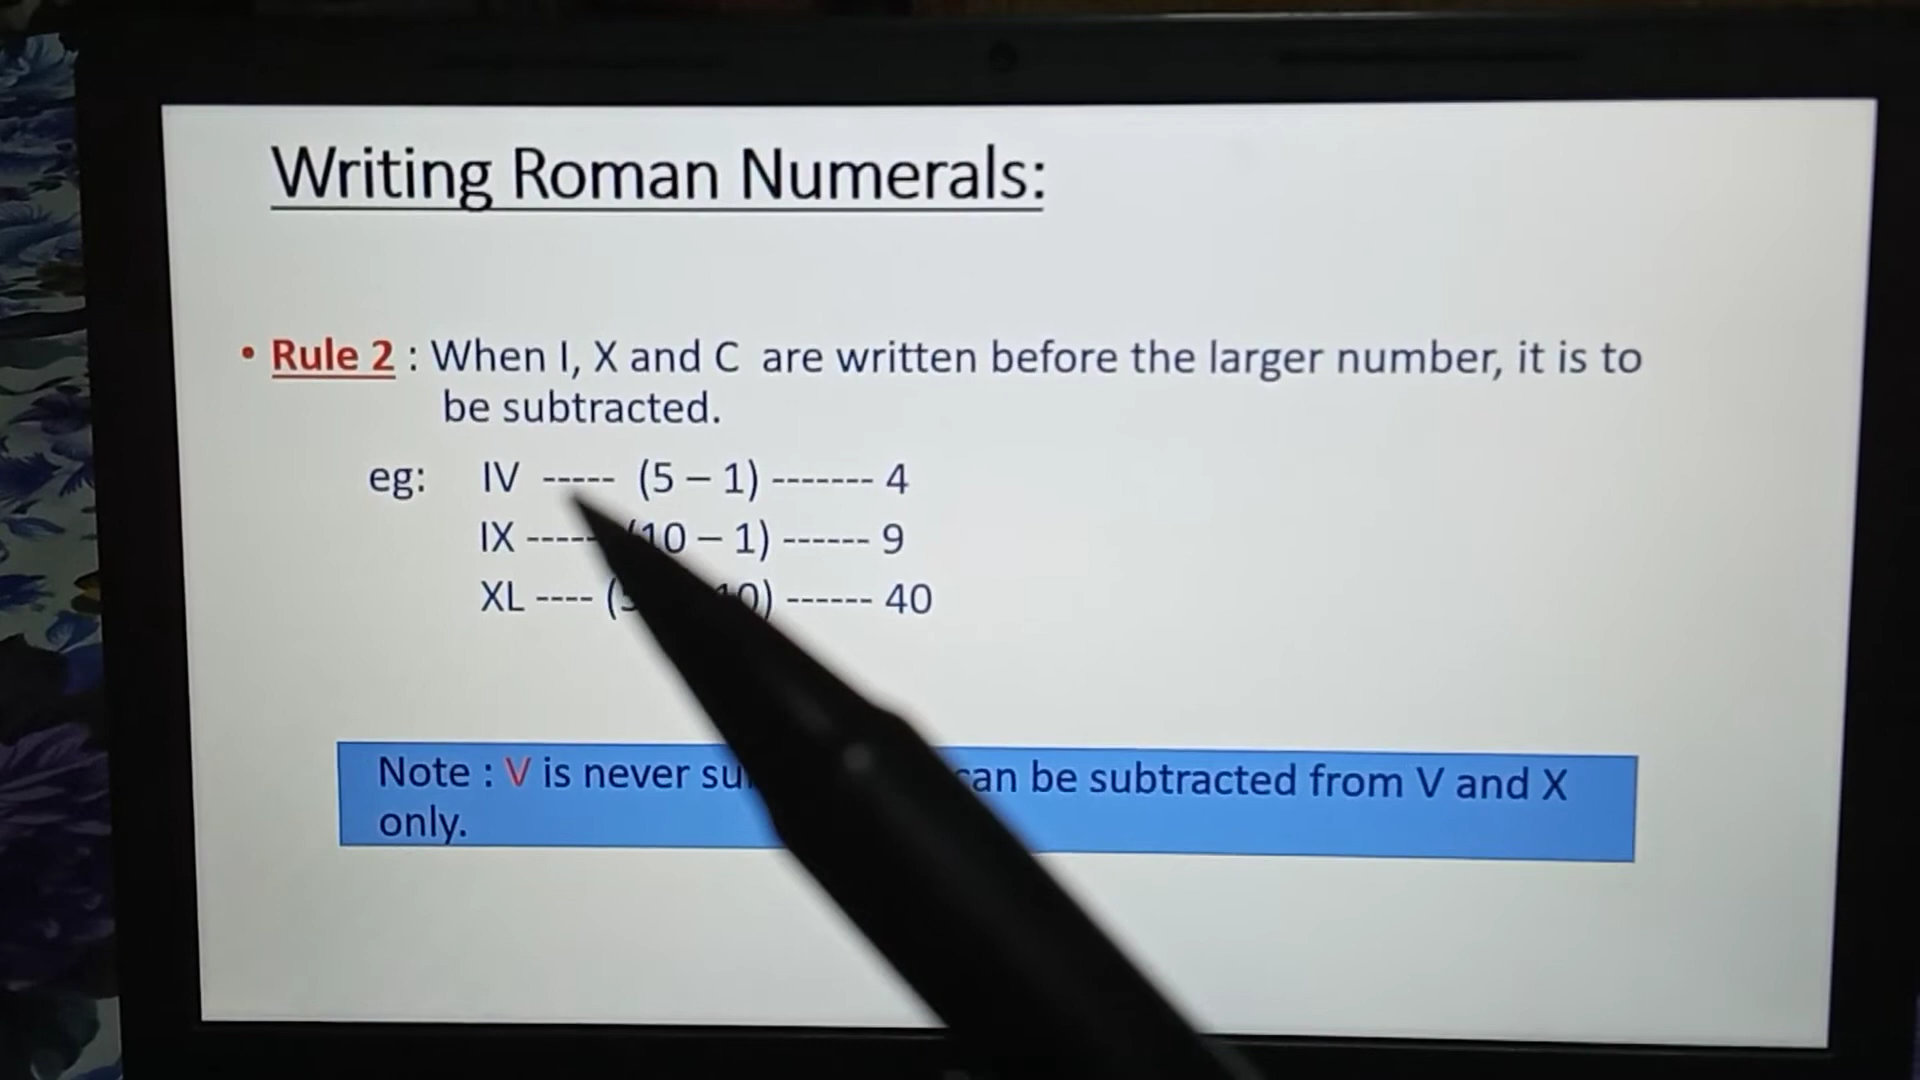 Writing Roman Numerals:
• Rule 2 : When I, X and C are written before the larger number, it is to
be subtracted.
eg: IV ----- (5 – 1) ------- 4
IX ----- (10 – 1) ------ 9
XL ---- ( 10) ------ 40
Note : V is never can be subtracted from V and X
only.